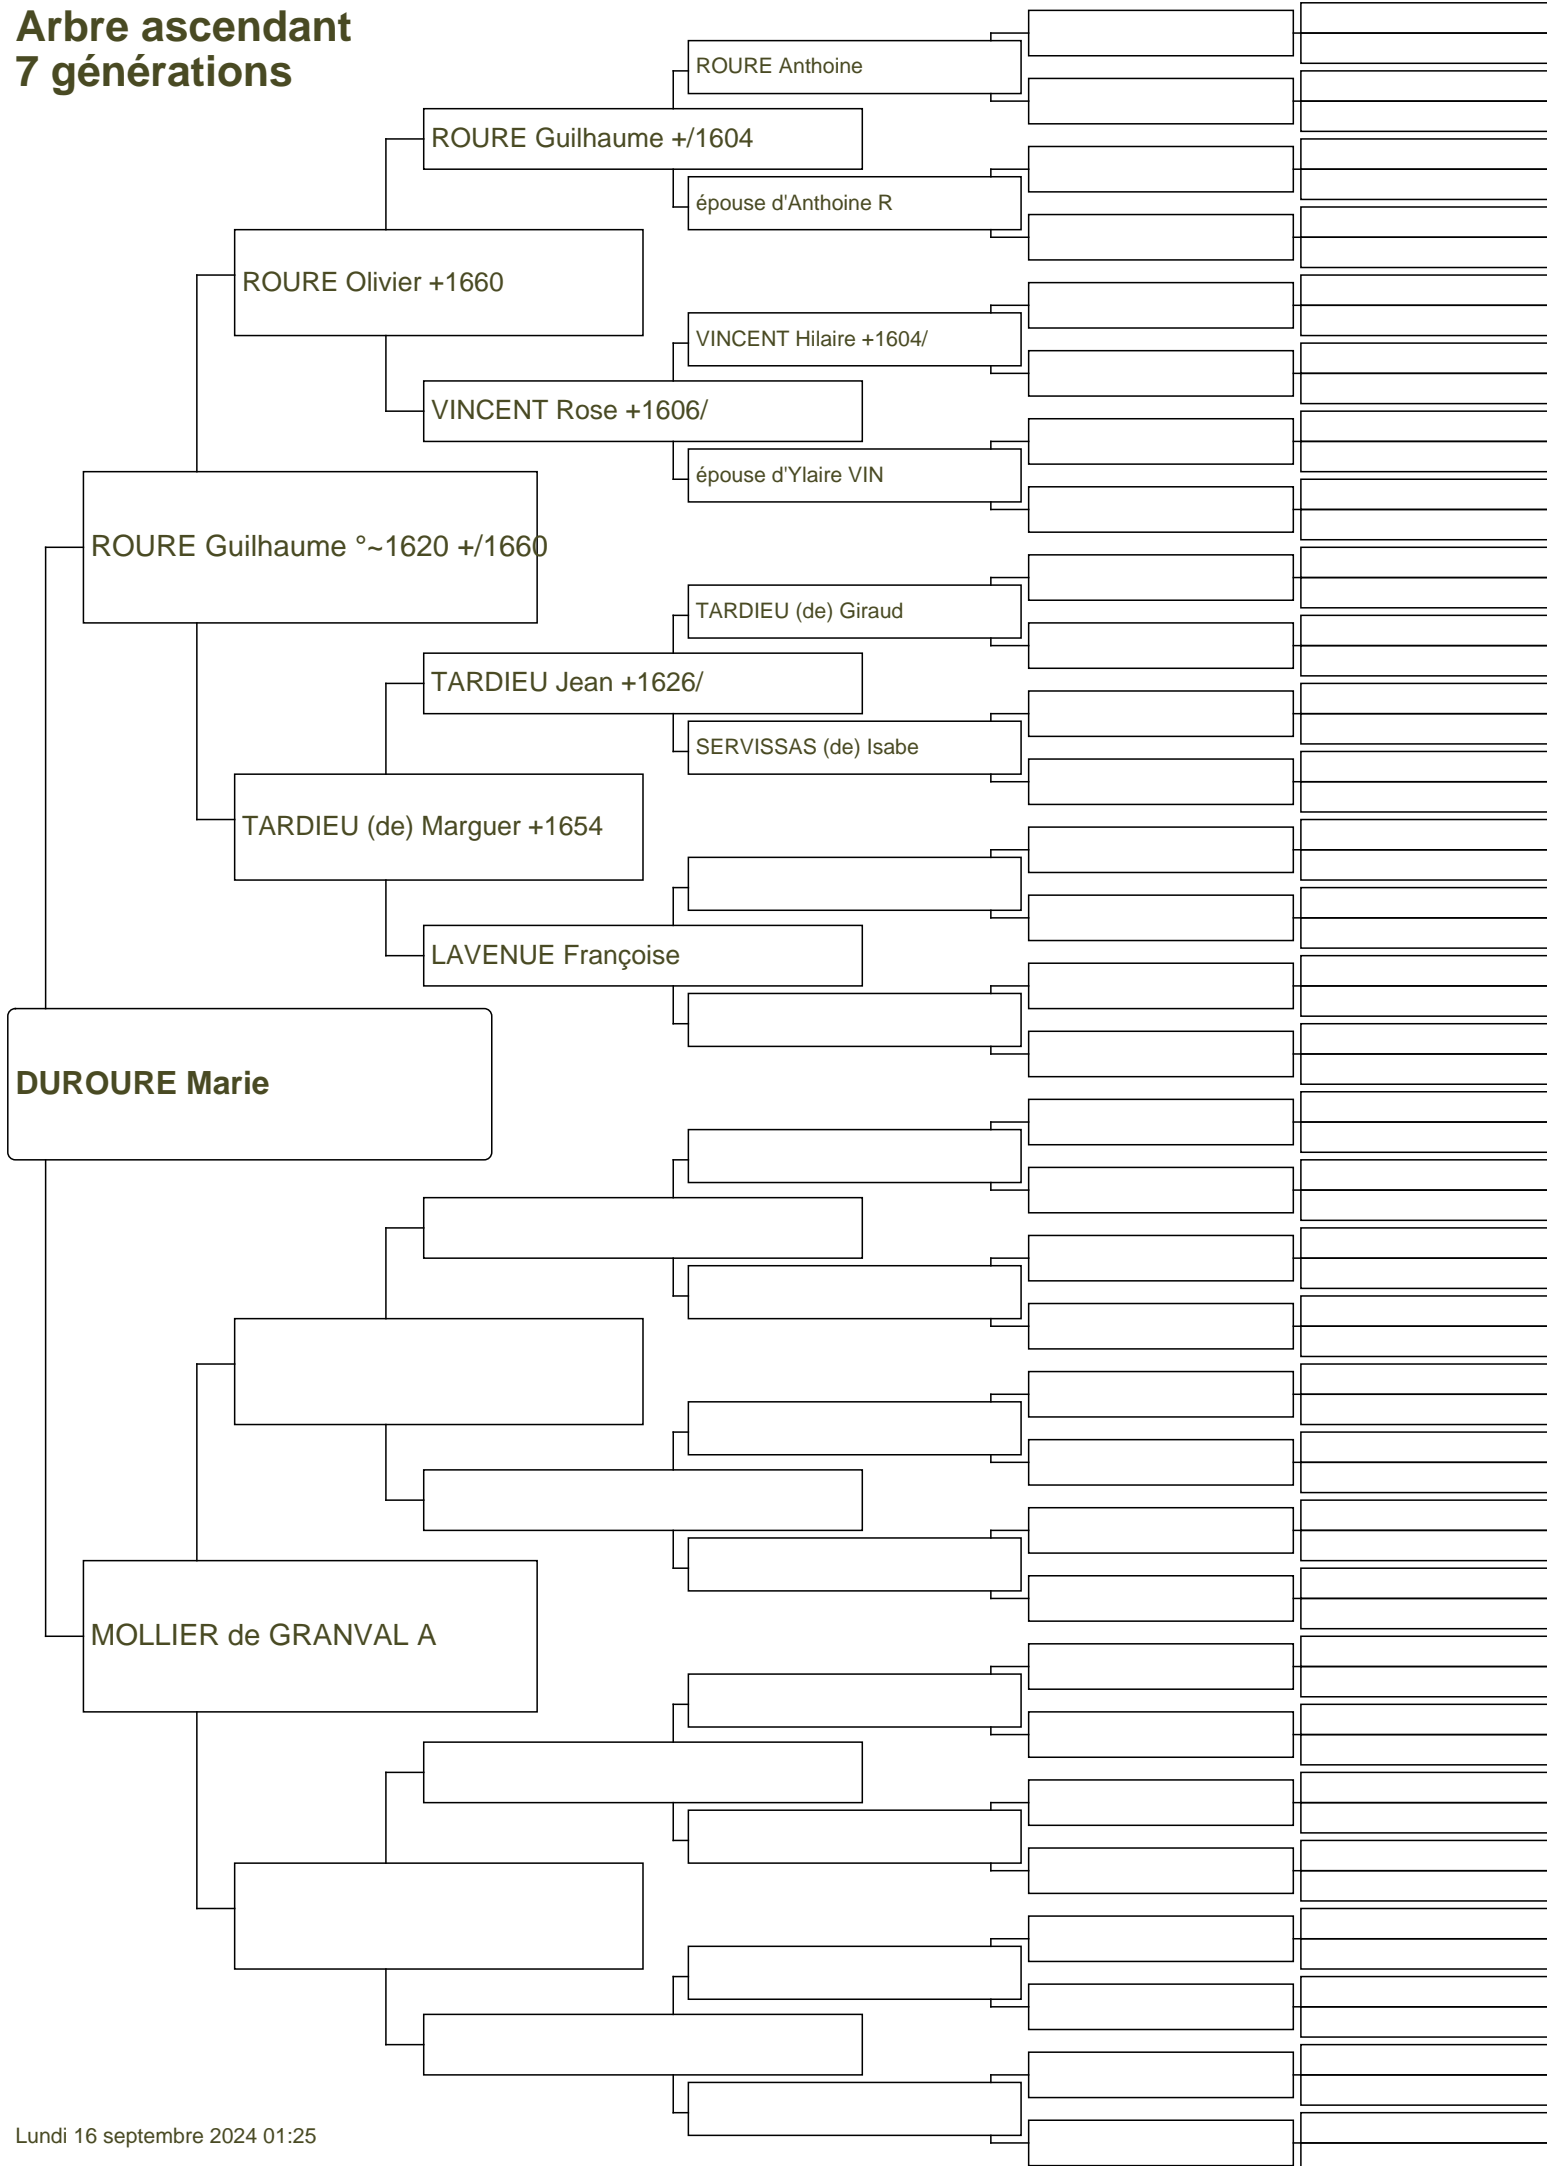 Arbre ascendant
7 générations
ROURE Anthoine
ROURE Guilhaume +/1604
épouse d'Anthoine R
ROURE Olivier +1660
VINCENT Hilaire +1604/
VINCENT Rose +1606/
épouse d'Ylaire VIN
ROURE Guilhaume °~1620 +/1660
TARDIEU (de) Giraud
TARDIEU Jean +1626/
SERVISSAS (de) Isabe
TARDIEU (de) Marguer +1654
LAVENUE Françoise
DUROURE Marie
MOLLIER de GRANVAL A
Lundi 16 septembre 2024 01:25